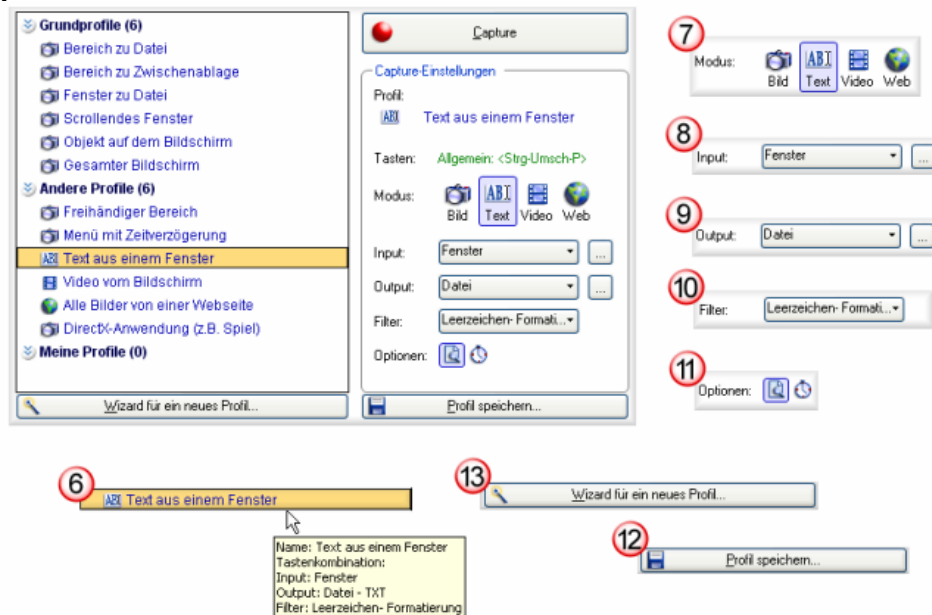 Grundprofile (6)
Bereich zu Datei
Bereich zu Zwischenablage
Fenster zu Datei
Scrollendes Fenster
Objekt auf dem Bildschirm
Gesamter Bildschirm
Andere Profile (6)
Freihändiger Bereich
Menü mit Zeitverzögerung
ABI Text aus einem Fenster
Video vom Bildschirm
Alle Bilder von einer Webseite
DirectX-Anwendung (z.B. Spiel)
Meine Profile (0)
Wizard für ein neues Profil...
Capture
Capture-Einstellungen
Profil:
ABI Text aus einem Fenster
Tasten: Allgemein: <Strg-Umsch-P>
Modus: ABI
Bild Text Video Web
Input: Fenster ...
Output: Datei ...
Filter: Leerzeichen- Formati...
Optionen:
Profil speichern...
7
Modus: ABI
Bild Text Video Web
8
Input: Fenster ...
9
Output: Datei ...
10
Filter: Leerzeichen- Formati...
11
Optionen:
6
ABI Text aus einem Fenster
Name: Text aus einem Fenster
Tastenkombination:
Input: Fenster
Output: Datei - TXT
Filter: Leerzeichen- Formatierung
13
Wizard für ein neues Profil...
12
Profil speichern...